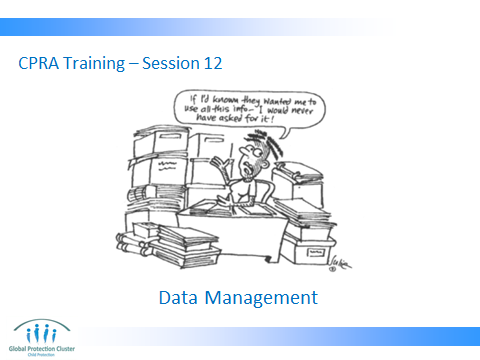 CPRA Training – Session 12
If I'd known they wanted me to
use all this info– I would never
have asked for it!
Data Management
Global Protection Cluster
Child Protection